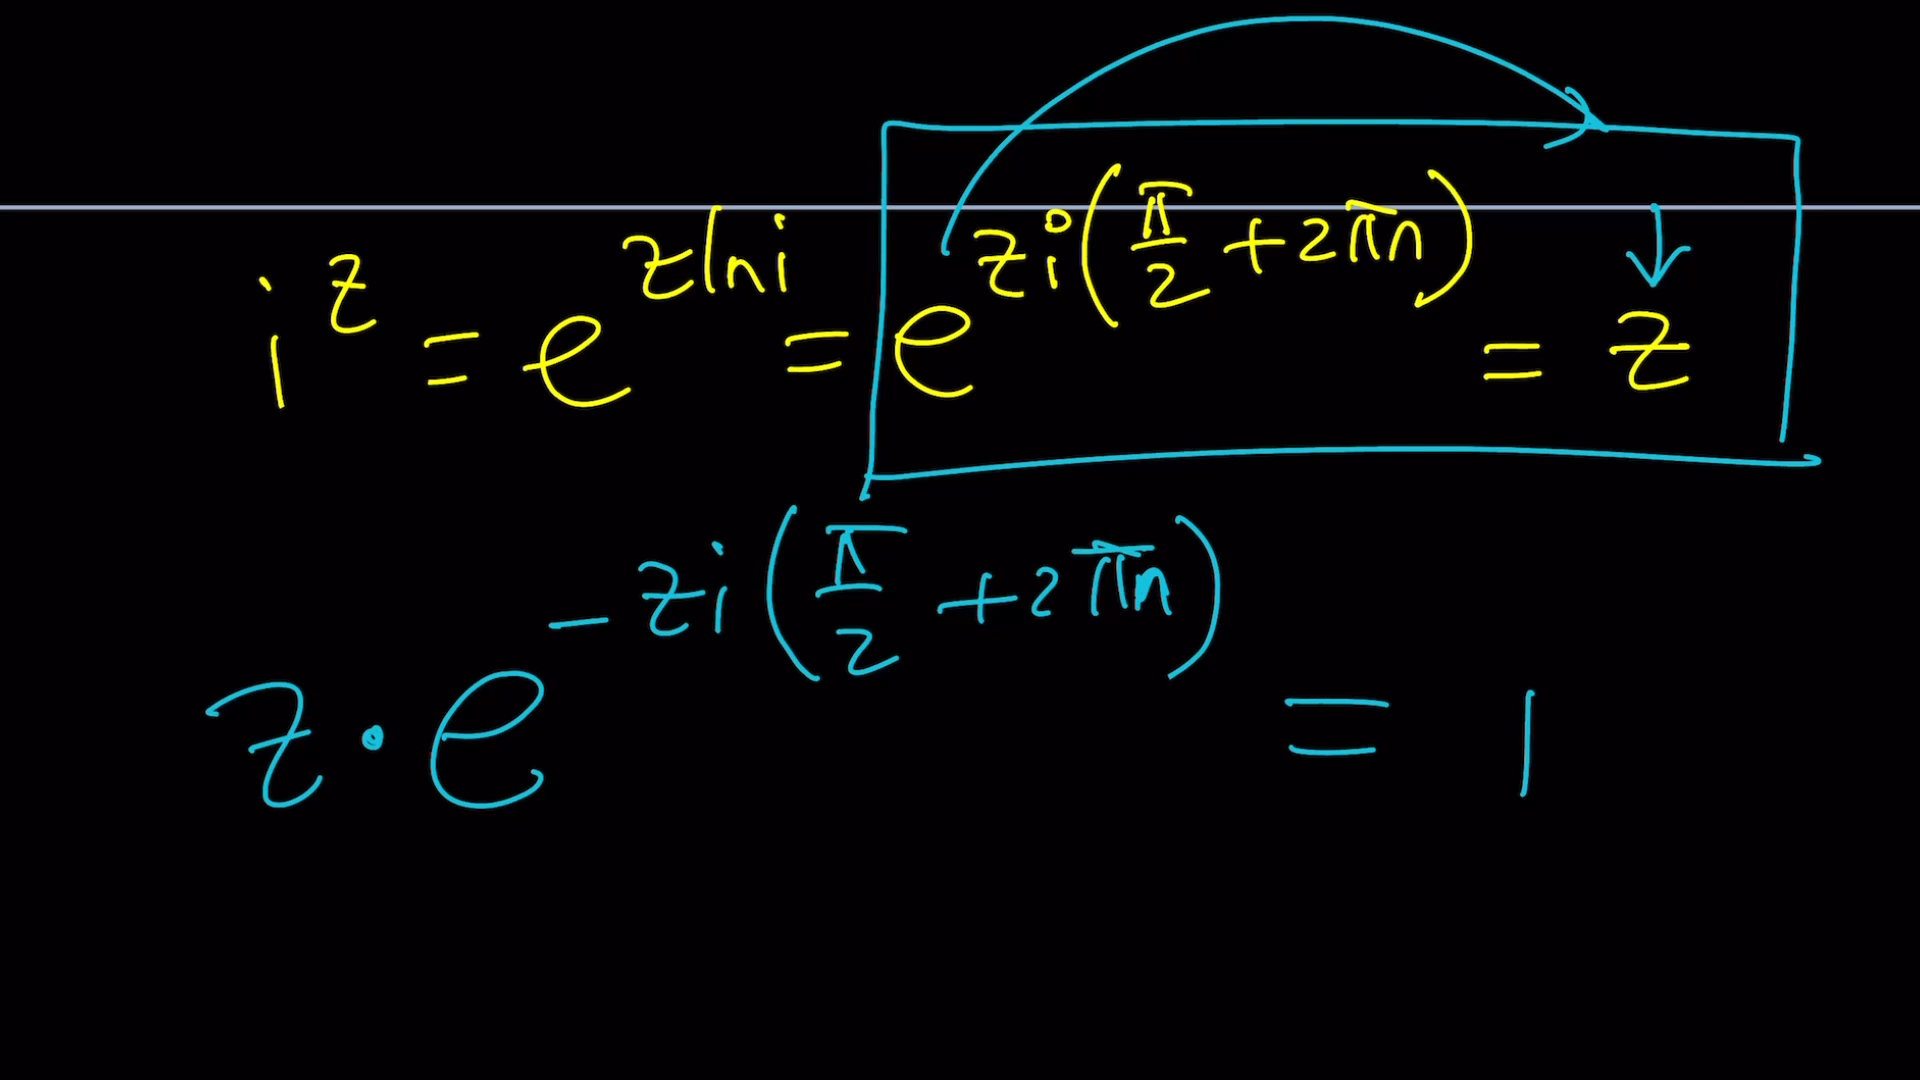 i^z = e^{z ln i} = e^{zi(π/2 + 2πn)} = z
z · e^{-zi(π/2 + 2πn)} = 1